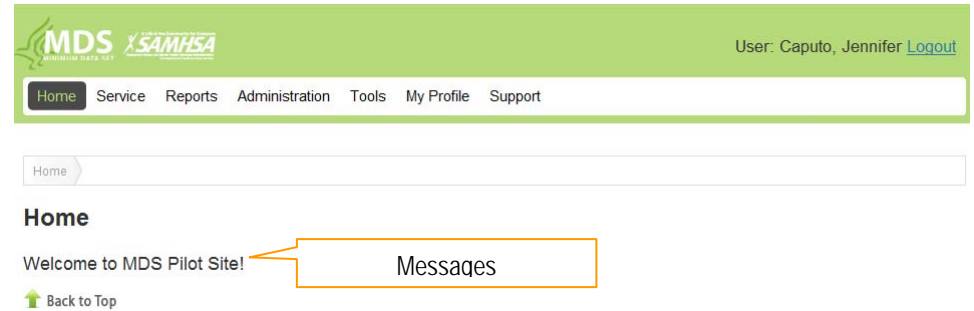 MDS SAMHSA
MINIMUM DATA SET
User: Caputo, Jennifer Logout
Home Service Reports Administration Tools My Profile Support
Home
Home
Welcome to MDS Pilot Site!
Messages
Back to Top